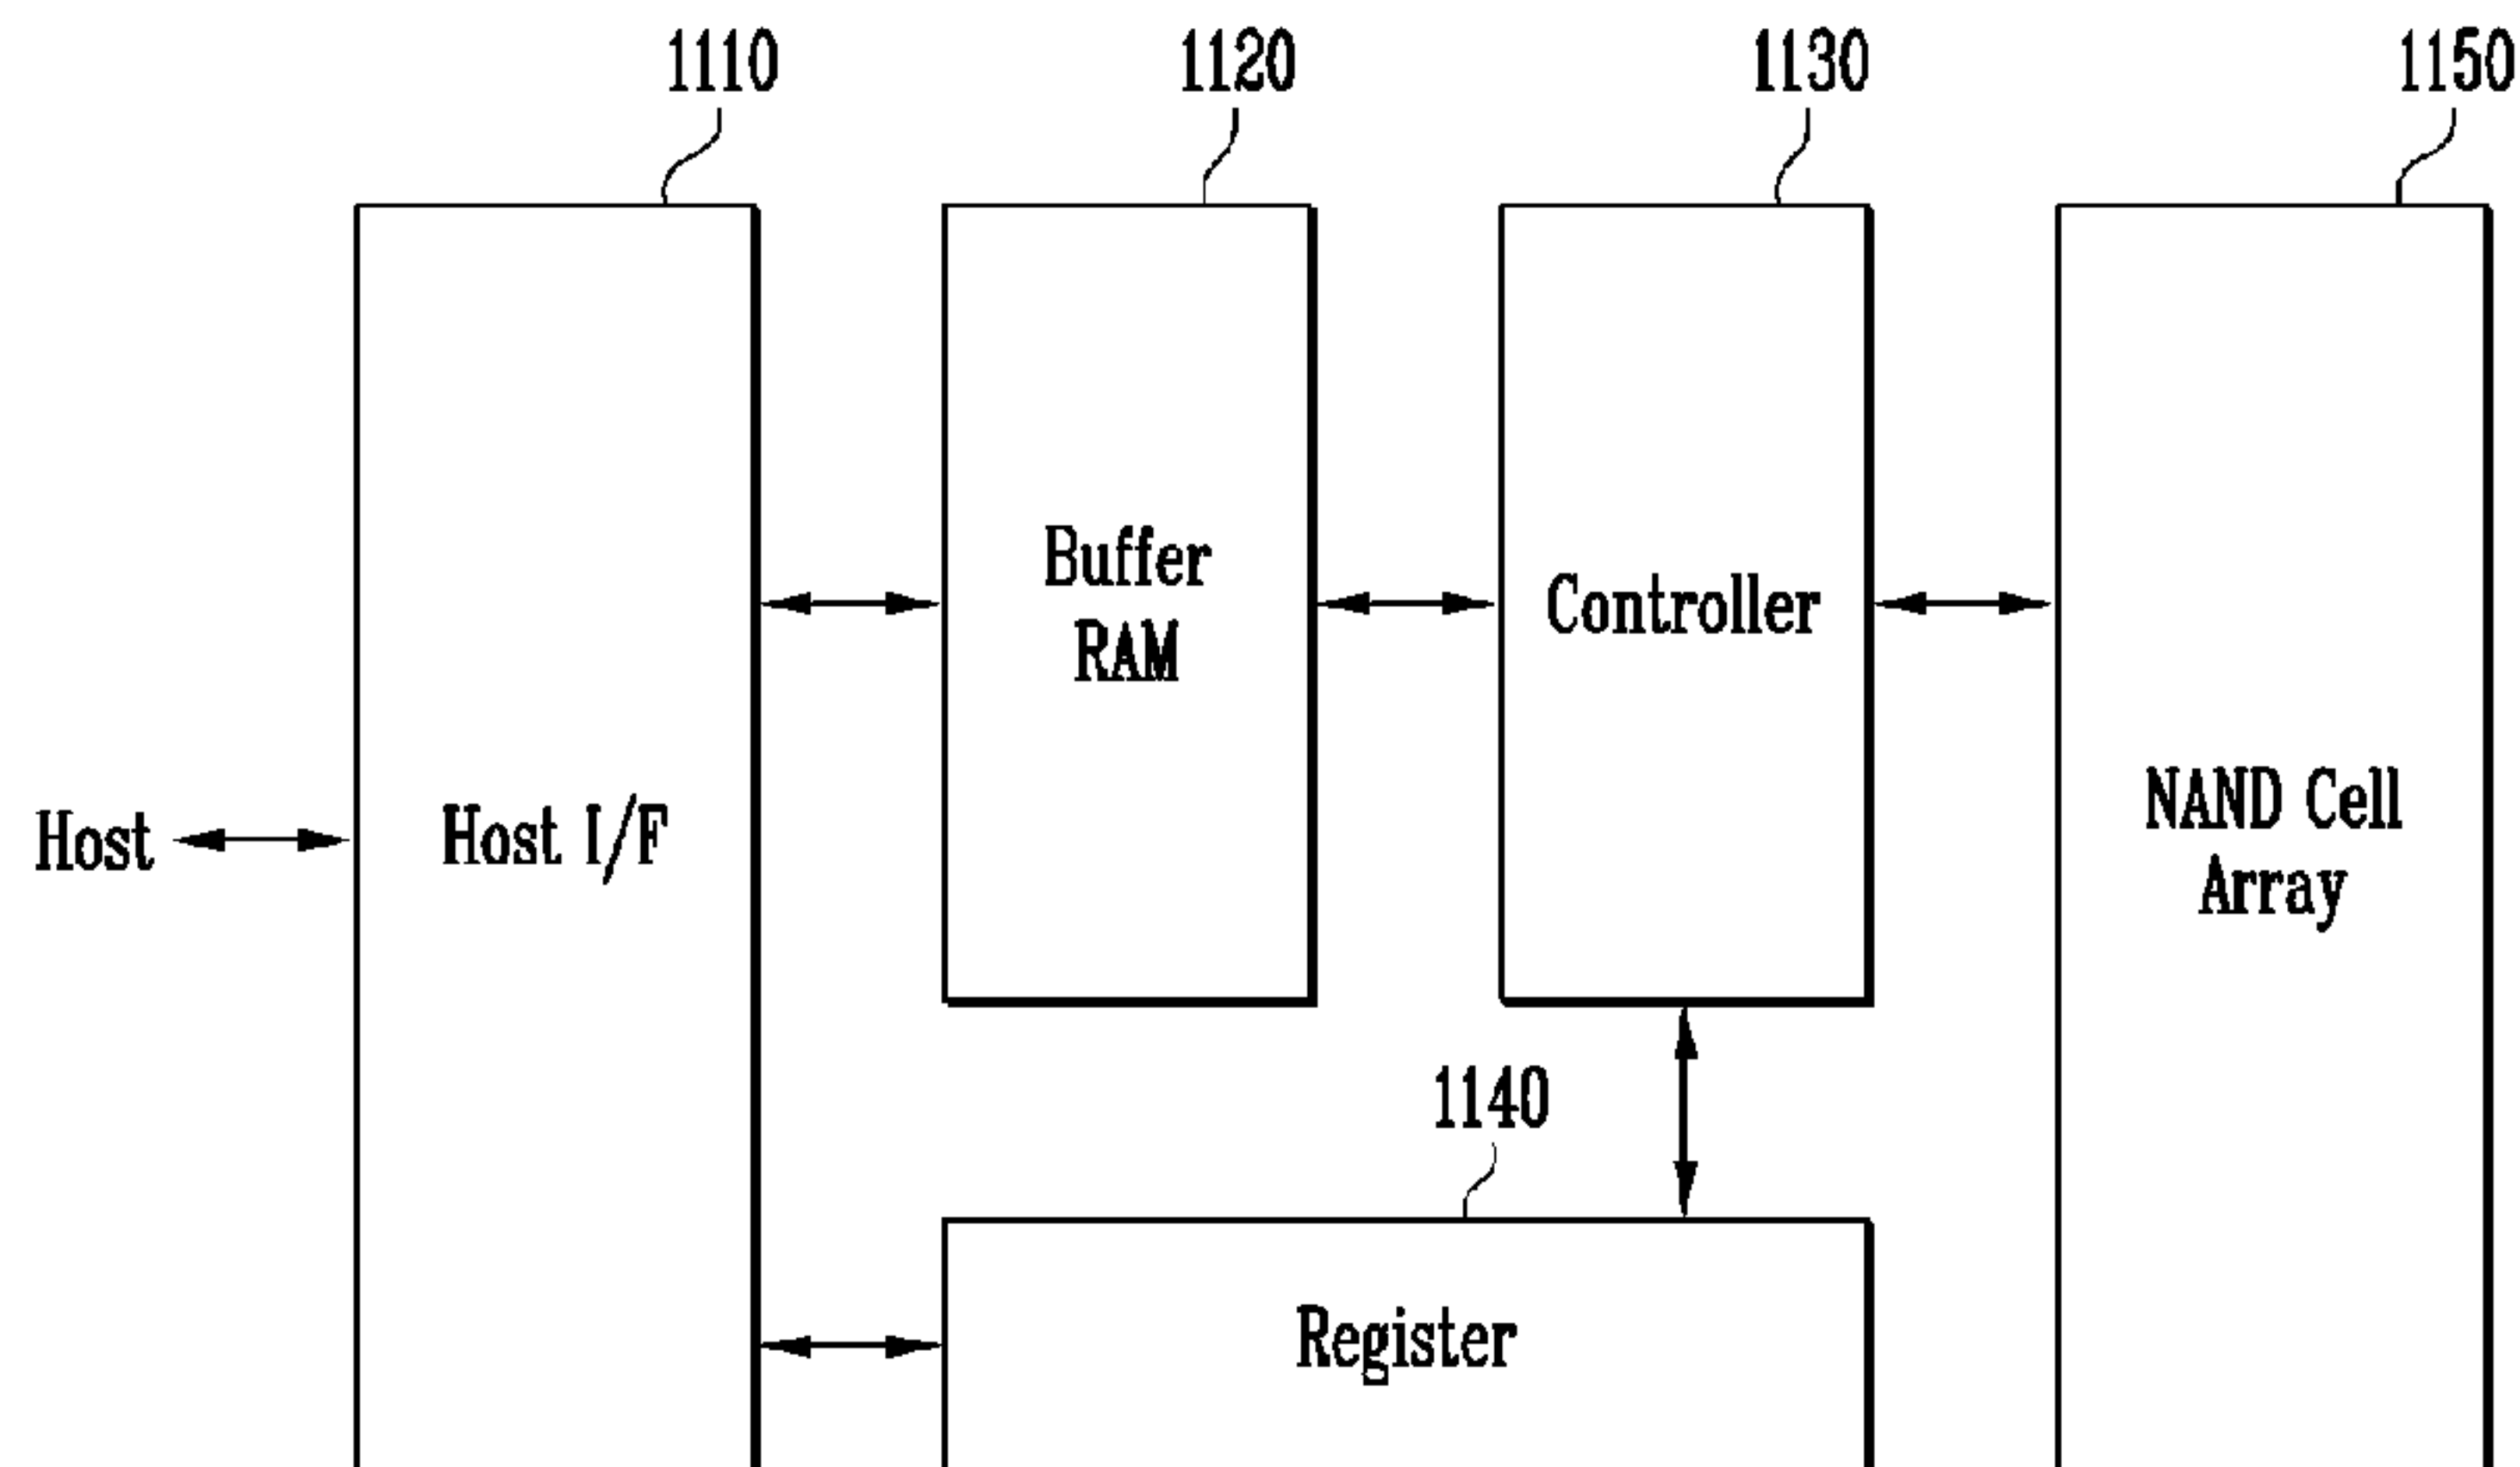 1110
1120
1130
1150
Buffer
RAM
Controller
Host
Host I/F
NAND Cell
Array
1140
Register